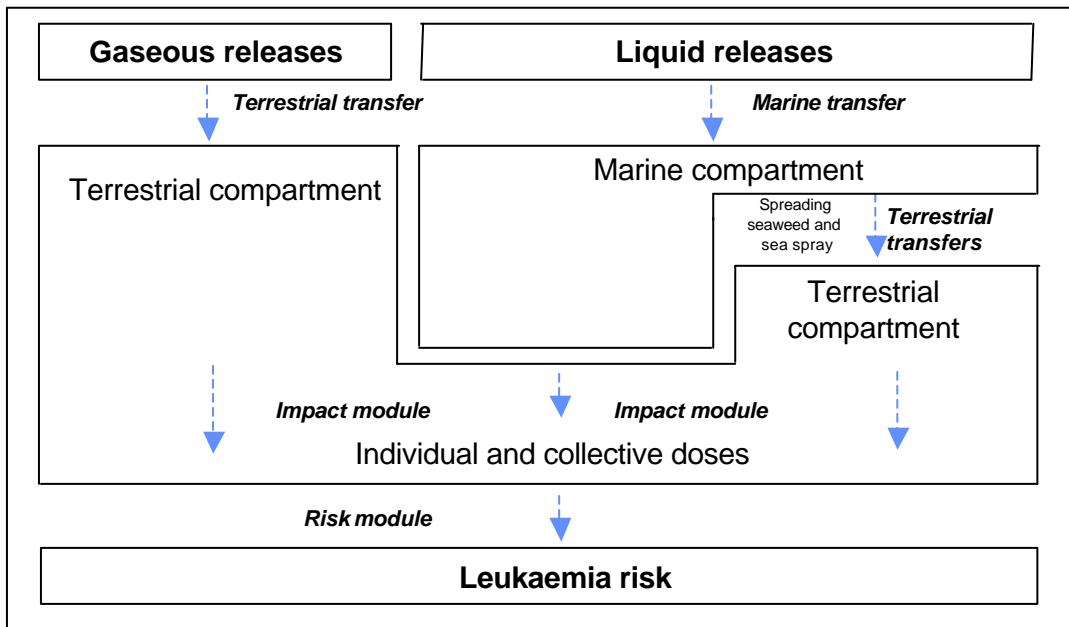 Gaseous releases
Liquid releases
Terrestrial transfer
Marine transfer
Terrestrial compartment
Marine compartment
Spreading
seaweed and
sea spray
Terrestrial
transfers
Terrestrial
compartment
Impact module
Impact module
Individual and collective doses
Risk module
Leukaemia risk